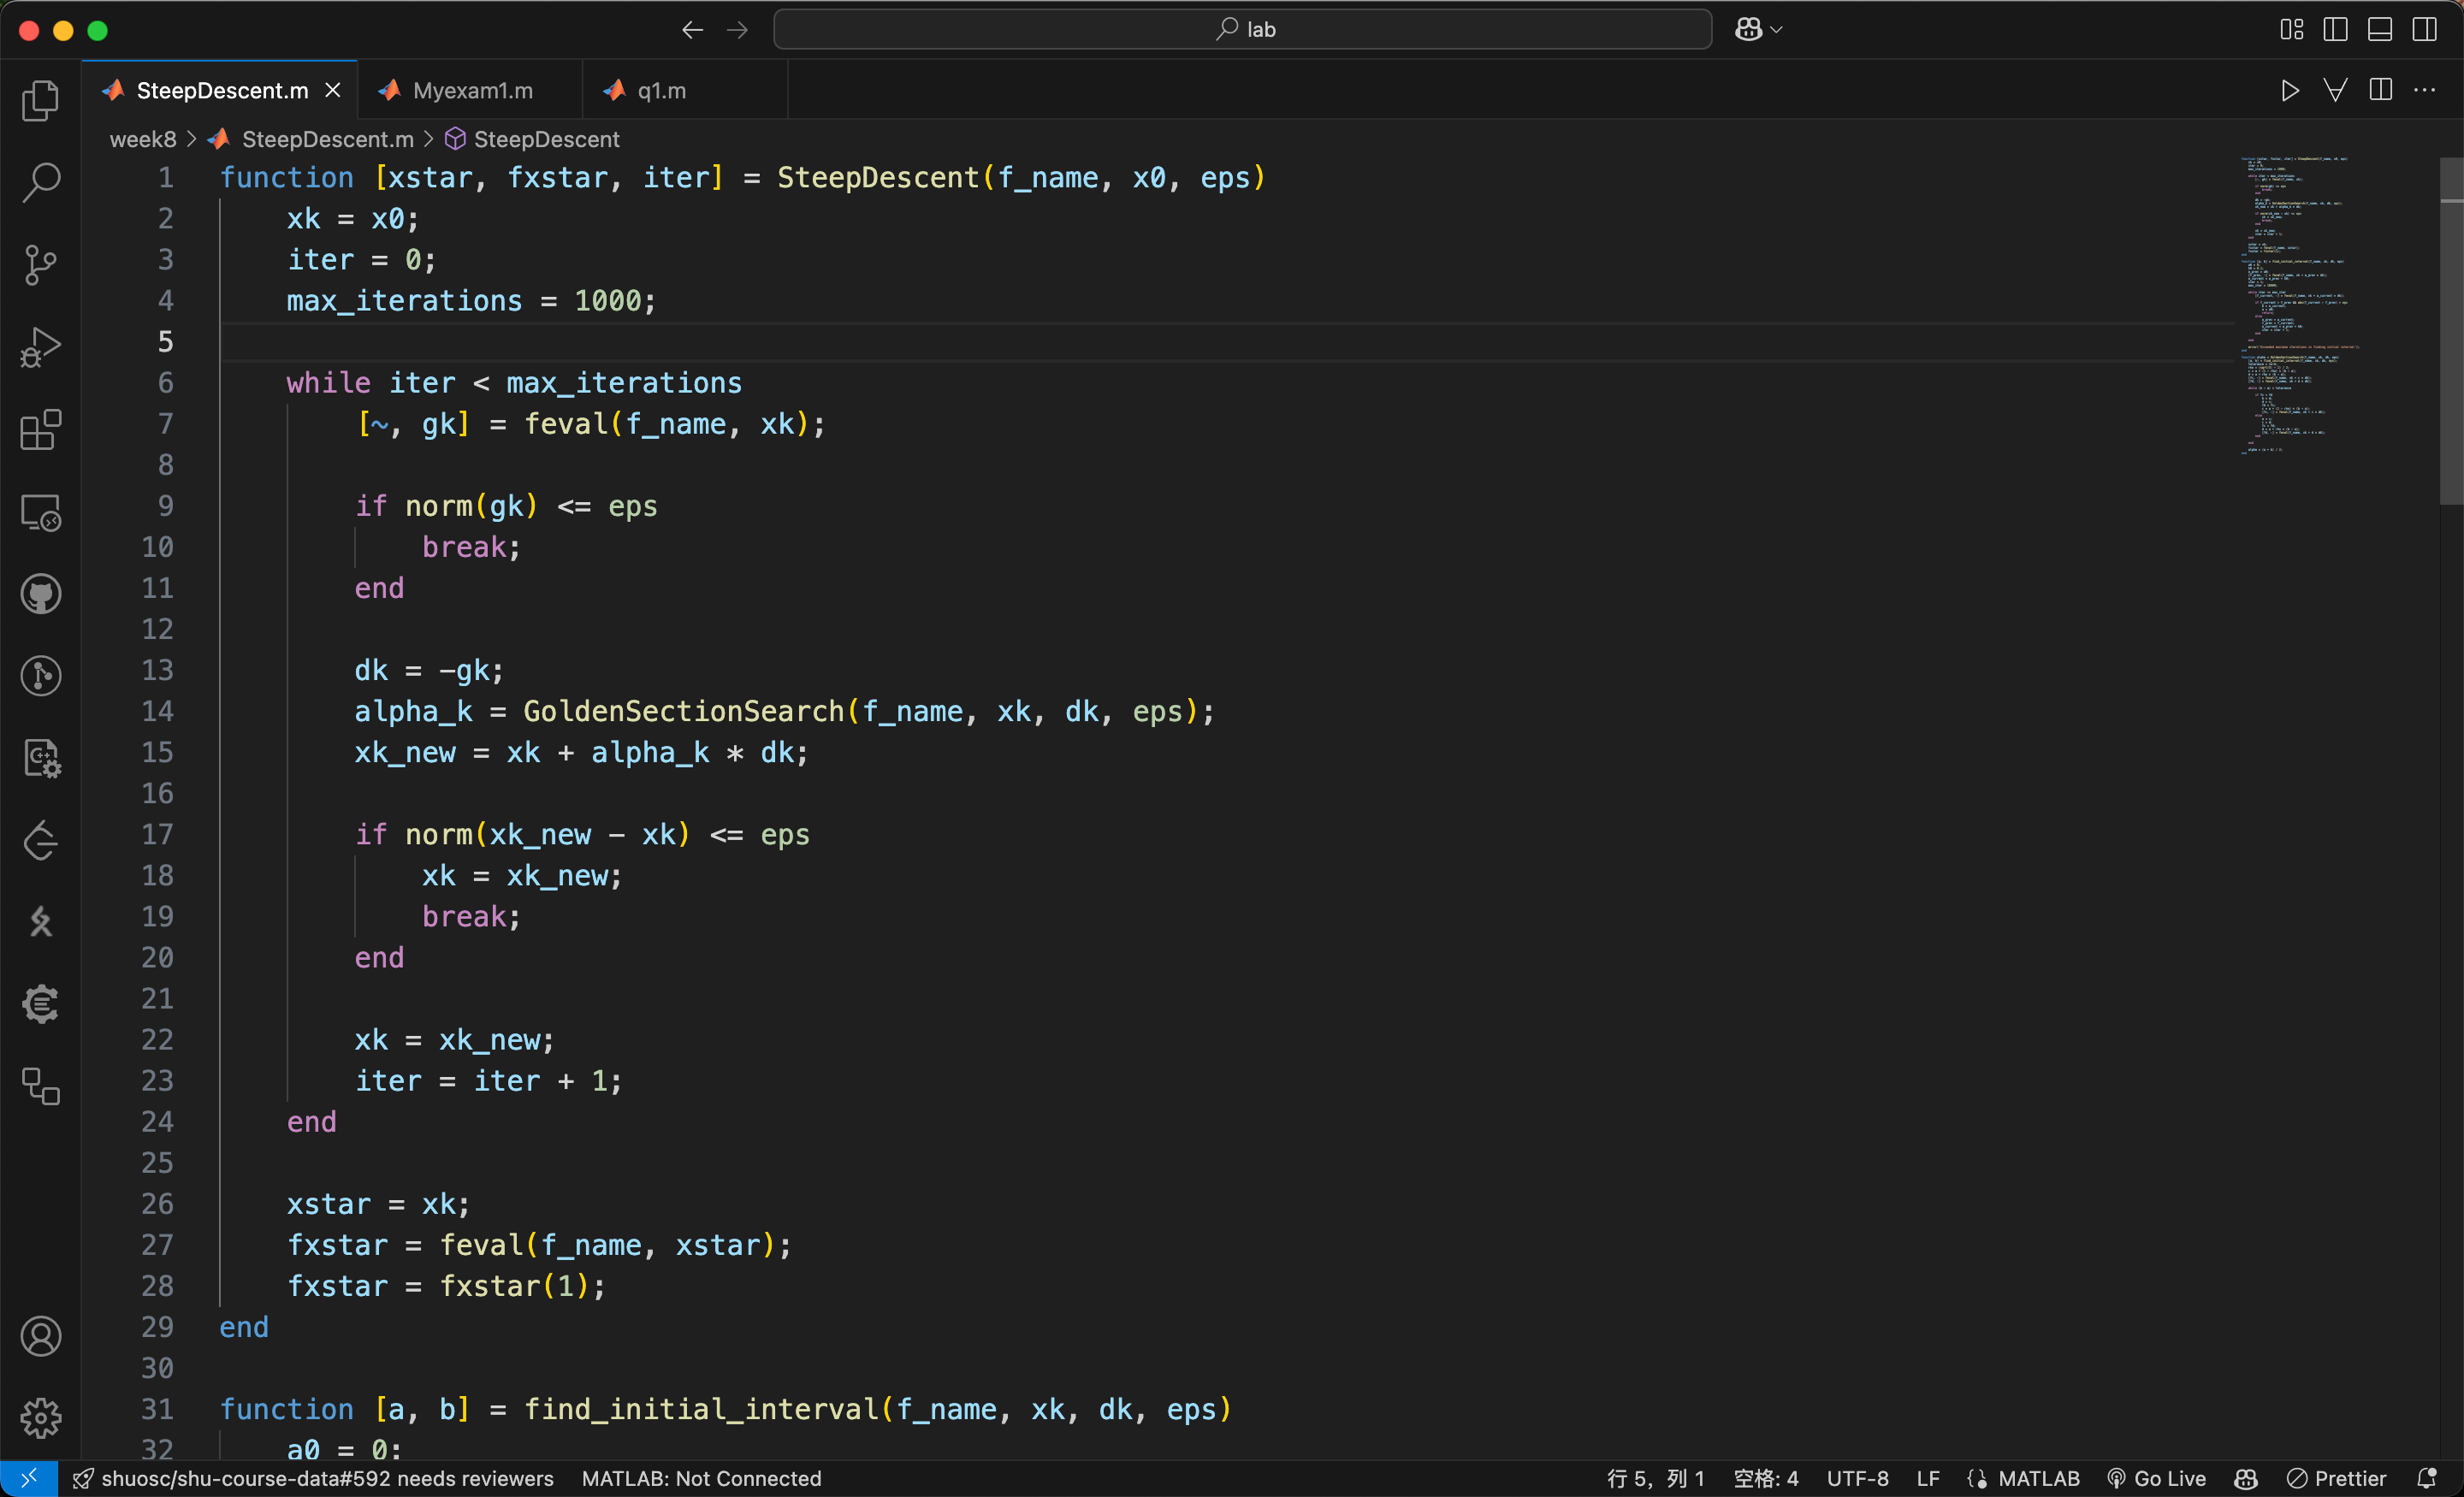 lab
SteepDescent.m
Myexam1.m
q1.m
week8 > SteepDescent.m > SteepDescent
1 function [xstar, fxstar, iter] = SteepDescent(f_name, x0, eps)
2     xk = x0;
3     iter = 0;
4     max_iterations = 1000;
5
6     while iter < max_iterations
7         [~, gk] = feval(f_name, xk);
8
9         if norm(gk) <= eps
10             break;
11         end
12
13         dk = -gk;
14         alpha_k = GoldenSectionSearch(f_name, xk, dk, eps);
15         xk_new = xk + alpha_k * dk;
16
17         if norm(xk_new - xk) <= eps
18             xk = xk_new;
19             break;
20         end
21
22         xk = xk_new;
23         iter = iter + 1;
24     end
25
26     xstar = xk;
27     fxstar = feval(f_name, xstar);
28     fxstar = fxstar(1);
29 end
30
31 function [a, b] = find_initial_interval(f_name, xk, dk, eps)
32     a0 = 0;
shuosc/shu-course-data#592 needs reviewers MATLAB: Not Connected 行 5，列 1 空格: 4 UTF-8 LF MATLAB Go Live Prettier